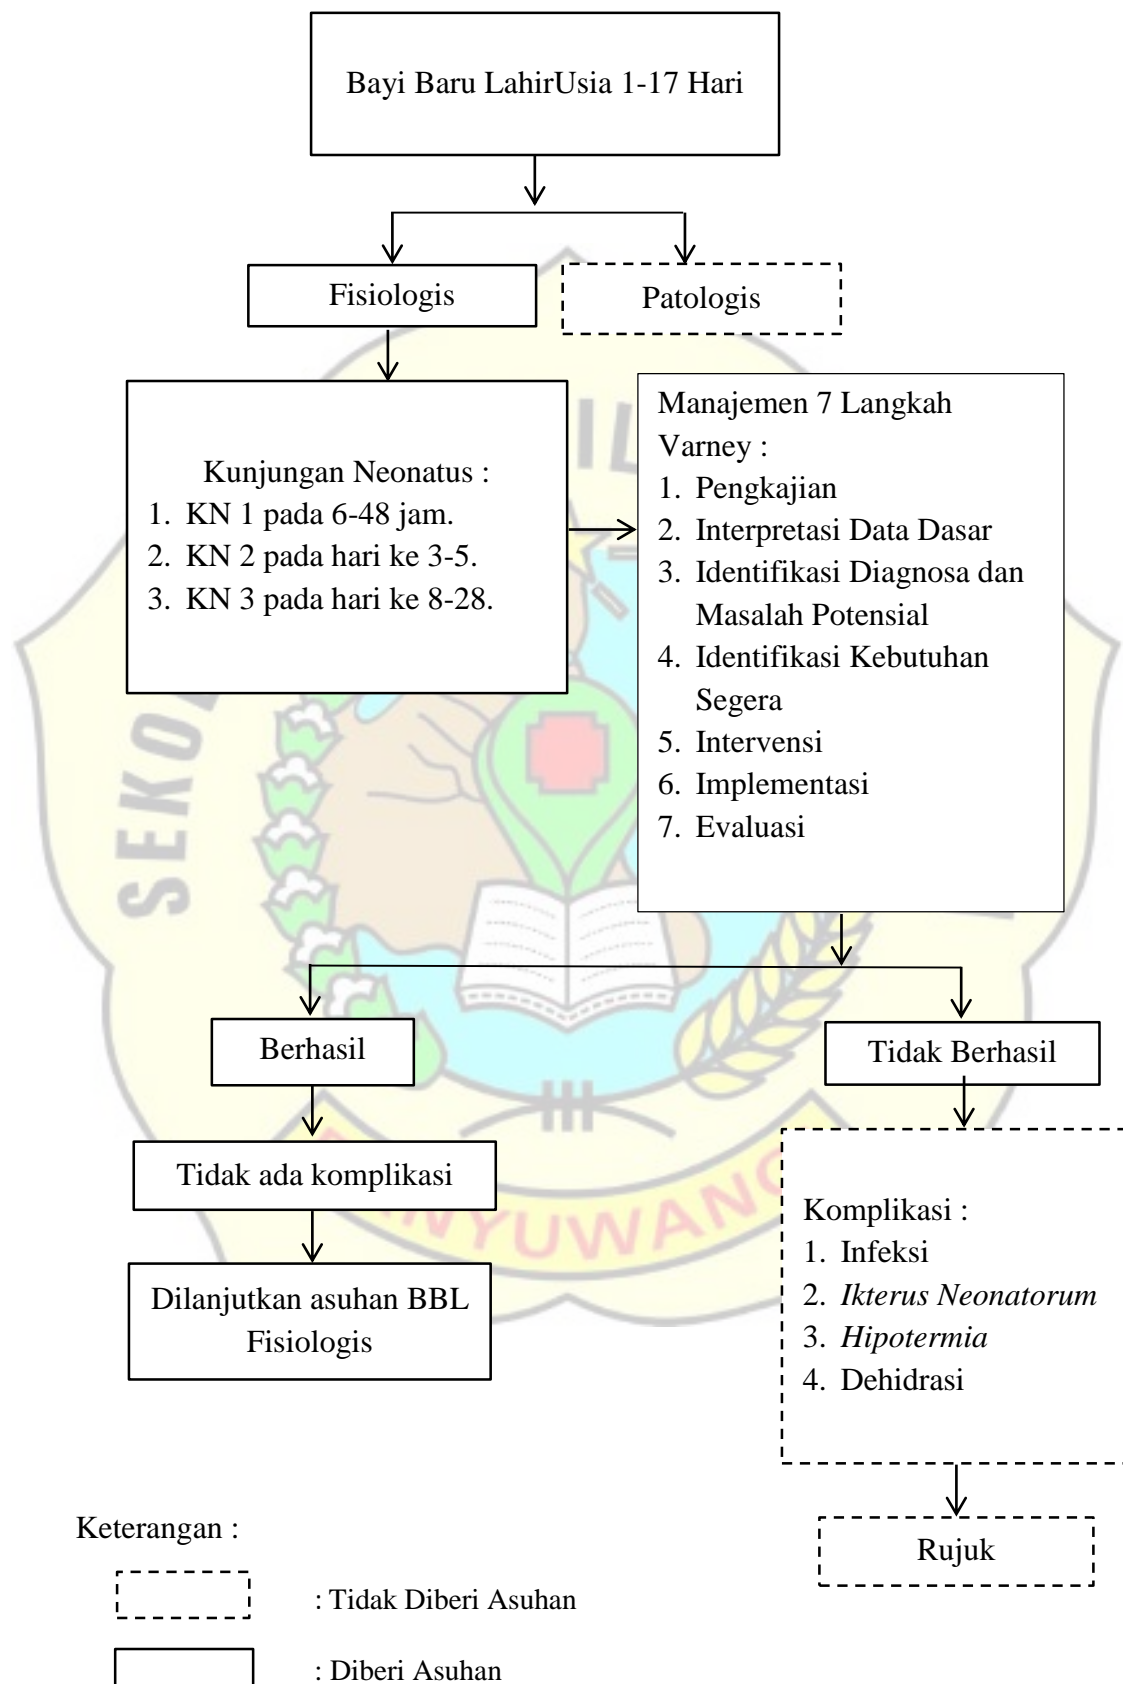 Bayi Baru LahirUsia 1-17 Hari
Fisiologis
Patologis
Kunjungan Neonatus :
1. KN 1 pada 6-48 jam.
2. KN 2 pada hari ke 3-5.
3. KN 3 pada hari ke 8-28.
Manajemen 7 Langkah
Varney :
1. Pengkajian
2. Interpretasi Data Dasar
3. Identifikasi Diagnosa dan
Masalah Potensial
4. Identifikasi Kebutuhan
Segera
5. Intervensi
6. Implementasi
7. Evaluasi
Berhasil
Tidak Berhasil
Tidak ada komplikasi
Dilanjutkan asuhan BBL
Fisiologis
Komplikasi :
1. Infeksi
2. Ikterus Neonatorum
3. Hipotermia
4. Dehidrasi
Rujuk
Keterangan :
: Tidak Diberi Asuhan
: Diberi Asuhan